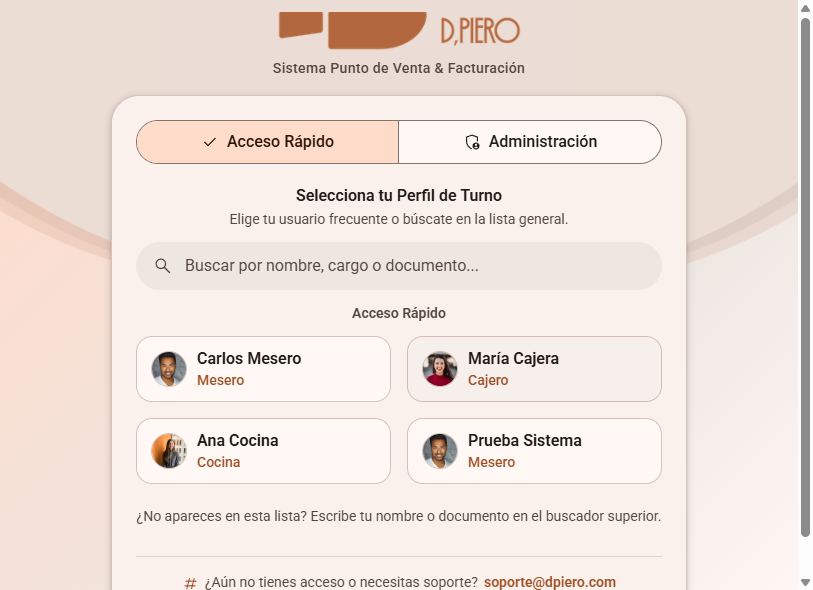 D,PIERO
Sistema Punto de Venta & Facturación
Acceso Rápido
Administración
Selecciona tu Perfil de Turno
Elige tu usuario frecuente o búscate en la lista general.
Buscar por nombre, cargo o documento...
Acceso Rápido
Carlos Mesero
Mesero
María Cajera
Cajero
Ana Cocina
Cocina
Prueba Sistema
Mesero
¿No apareces en esta lista? Escribe tu nombre o documento en el buscador superior.
# ¿Aún no tienes acceso o necesitas soporte? soporte@dpiero.com